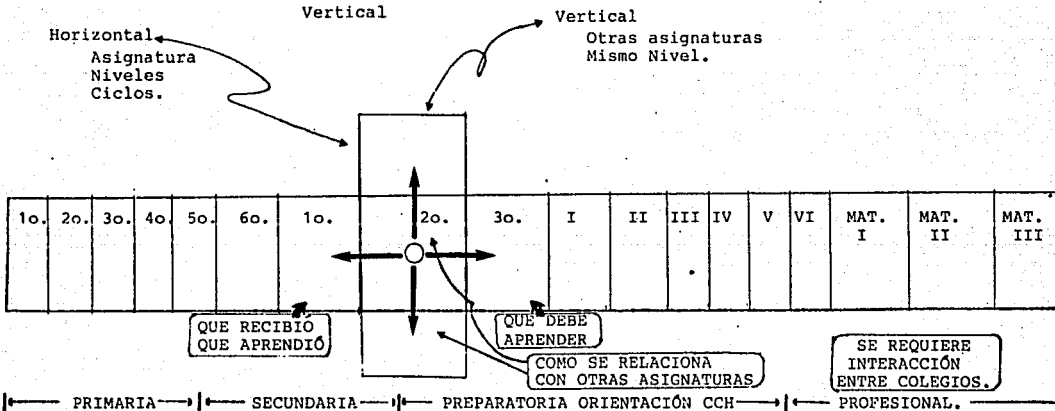 Vertical
Horizontal
Asignatura
Niveles
Ciclos.
Vertical
Otras asignaturas
Mismo Nivel.
1o. 2o. 3o. 4o. 5o. 6o. 1o. 2o. 3o. I II III IV V VI MAT. I MAT. II MAT. III
QUE RECIBIÓ
QUE APRENDIÓ
QUE DEBE
APRENDER
COMO SE RELACIONA
CON OTRAS ASIGNATURAS
SE REQUIERE
INTERACCIÓN
ENTRE COLEGIOS.
PRIMARIA SECUNDARIA PREPARATORIA ORIENTACIÓN CCH PROFESIONAL.